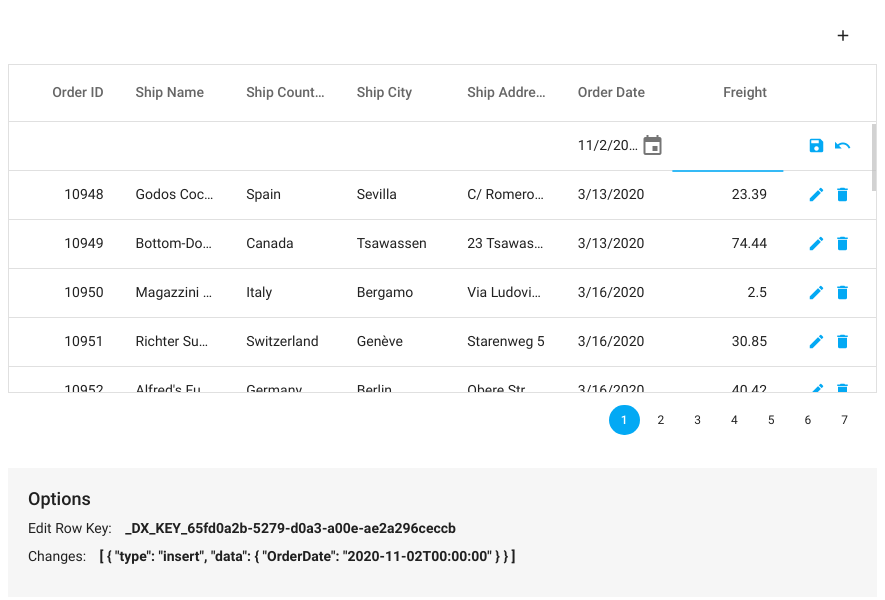 +
Order ID Ship Name Ship Count... Ship City Ship Addre... Order Date Freight
11/2/20...
10948 Godos Coc... Spain Sevilla C/ Romero... 3/13/2020 23.39
10949 Bottom-Do... Canada Tsawassen 23 Tsawas... 3/13/2020 74.44
10950 Magazzini ... Italy Bergamo Via Ludovi... 3/16/2020 2.5
10951 Richter Su... Switzerland Genève Starenweg 5 3/16/2020 30.85
10952 Alfred's Fu... Germany Berlin Obere Str... 3/16/2020 40.42
1 2 3 4 5 6 7
Options
Edit Row Key: _DX_KEY_65fd0a2b-5279-d0a3-a00e-ae2a296ceccb
Changes: [ { "type": "insert", "data": { "OrderDate": "2020-11-02T00:00:00" } } ]